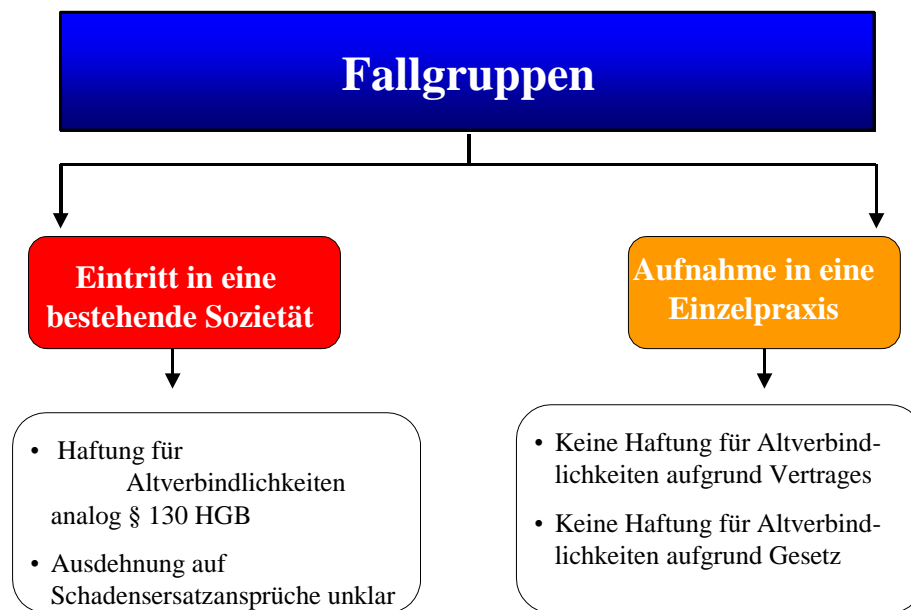 Fallgruppen
Eintritt in eine
bestehende Sozietät
Aufnahme in eine
Einzelpraxis
• Haftung für
Altverbindlichkeiten
analog § 130 HGB
• Ausdehnung auf
Schadensersatzansprüche unklar
• Keine Haftung für Altverbind-
lichkeiten aufgrund Vertrages
• Keine Haftung für Altverbind-
lichkeiten aufgrund Gesetz